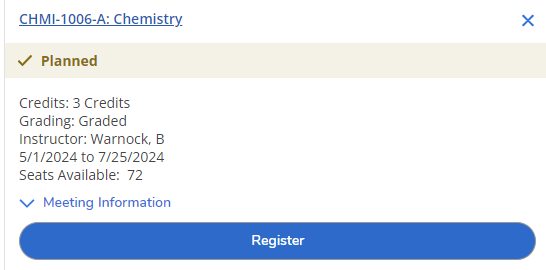 CHMI-1006-A: Chemistry
Planned
Credits: 3 Credits
Grading: Graded
Instructor: Warnock, B
5/1/2024 to 7/25/2024
Seats Available: 72
Meeting Information
Register